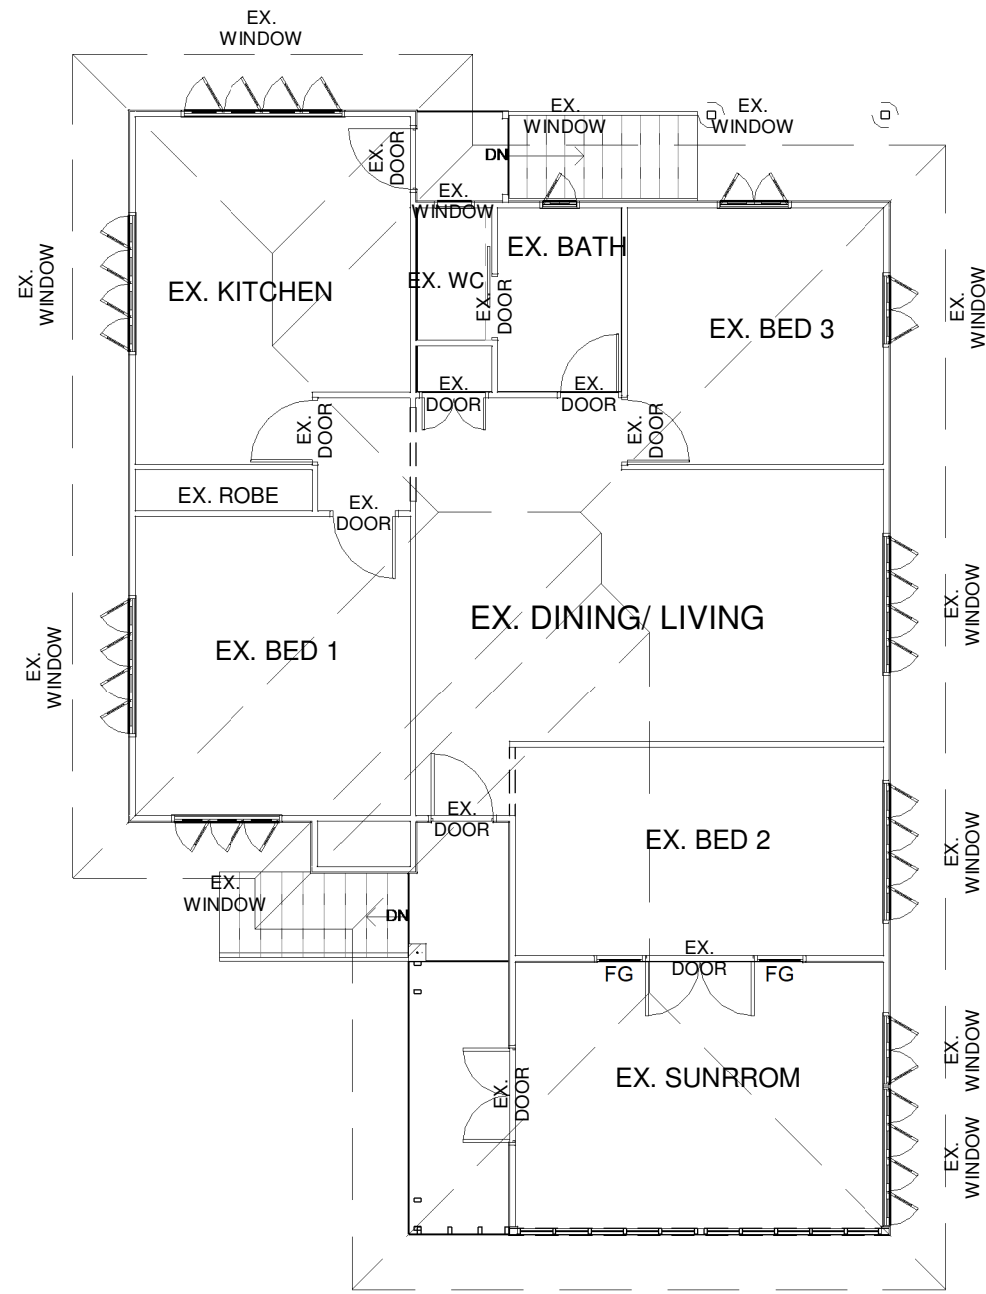 EX.
WINDOW
EX.
WINDOW
EX.
WINDOW
EX.
DOOR
DN
EX.
WINDOW
EX. BATH
EX.
WINDOW
EX. KITCHEN
EX. WC
EX.
DOOR
EX. BED 3
EX.
WINDOW
EX.
DOOR
EX.
DOOR
EX.
DOOR
EX.
DOOR
EX. ROBE
EX.
DOOR
EX. DINING/ LIVING
EX.
WINDOW
EX. BED 1
EX.
WINDOW
EX.
DOOR
EX. BED 2
EX.
WINDOW
EX.
WINDOW
DN
EX.
DOOR
FG
FG
EX.
WINDOW
EX. SUNRROM
EX.
DOOR
EX.
WINDOW